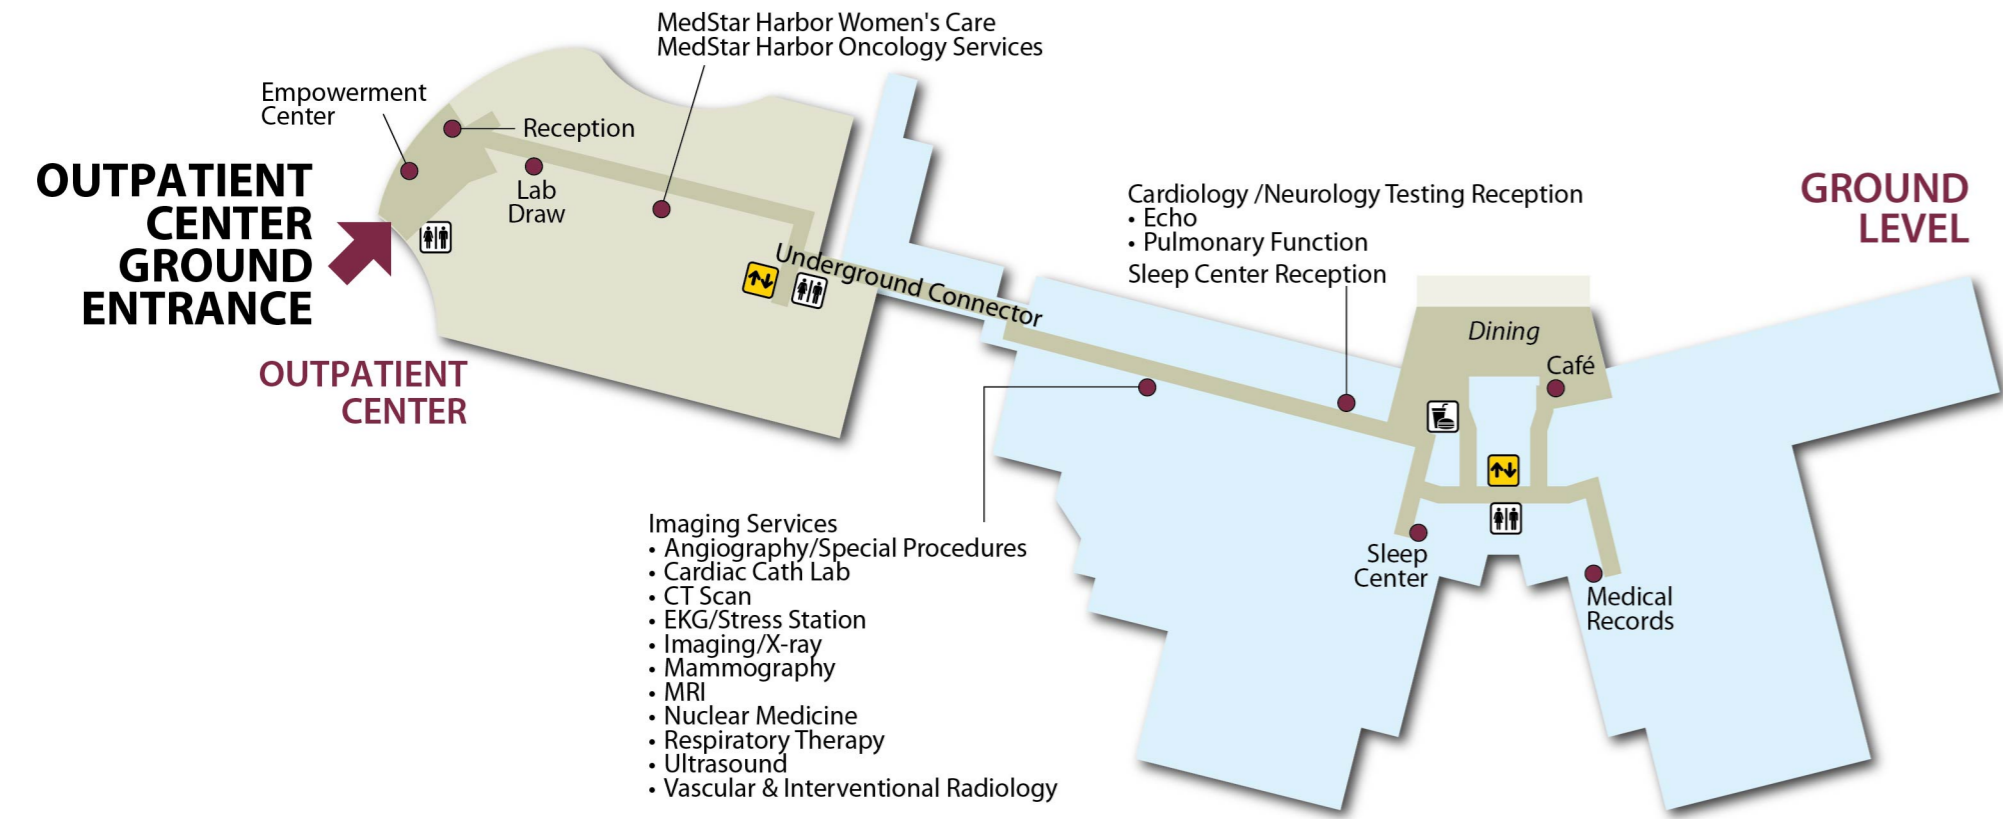 MedStar Harbor Women's Care
MedStar Harbor Oncology Services
Empowerment
Center
Reception
Lab
Draw
OUTPATIENT
CENTER
GROUND
ENTRANCE
OUTPATIENT
CENTER
Underground Connector
Cardiology /Neurology Testing Reception
• Echo
• Pulmonary Function
Sleep Center Reception
GROUND
LEVEL
Dining
Café
Imaging Services
• Angiography/Special Procedures
• Cardiac Cath Lab
• CT Scan
• EKG/Stress Station
• Imaging/X-ray
• Mammography
• MRI
• Nuclear Medicine
• Respiratory Therapy
• Ultrasound
• Vascular & Interventional Radiology
Sleep
Center
Medical
Records